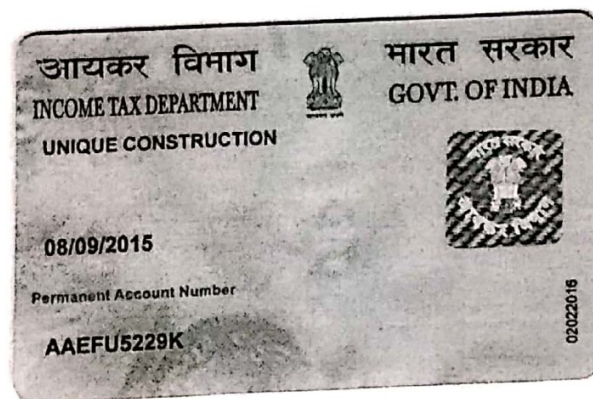 आयकर विभाग
INCOME TAX DEPARTMENT
मारत सरकार
GOVT. OF INDIA
UNIQUE CONSTRUCTION
08/09/2015
Permanent Account Number
AAEFU5229K
02022016